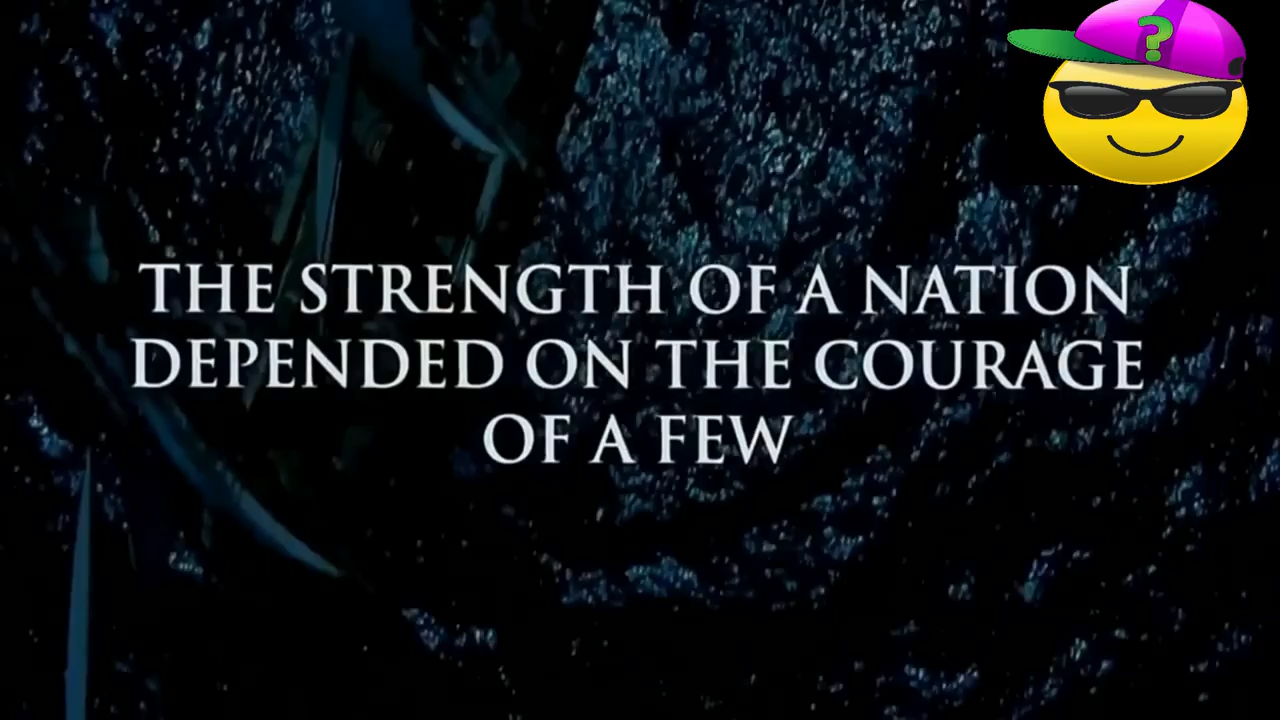 ?
THE STRENGTH OF A NATION
DEPENDED ON THE COURAGE
OF A FEW